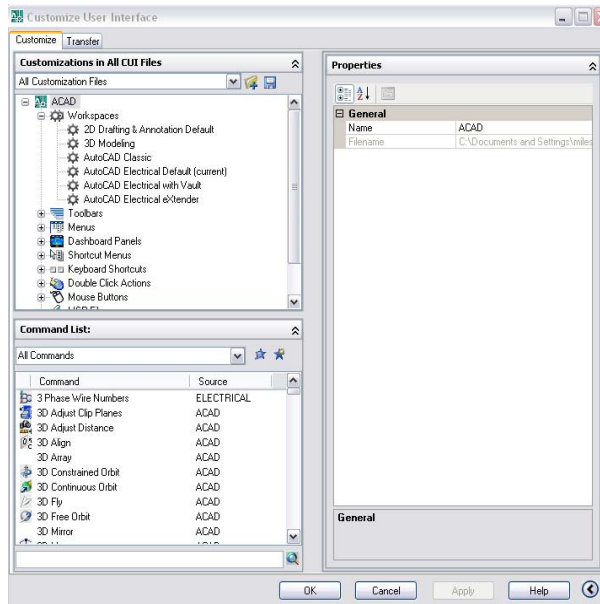 Customize User Interface
Customize Transfer
Customizations in All CUI Files
All Customization Files
ACAD
Workspaces
2D Drafting & Annotation Default
3D Modeling
AutoCAD Classic
AutoCAD Electrical Default (current)
AutoCAD Electrical with Vault
AutoCAD Electrical eXtender
Toolbars
Menus
Dashboard Panels
Shortcut Menus
Keyboard Shortcuts
Double Click Actions
Mouse Buttons
Command List:
All Commands
Command Source
3 Phase Wire Numbers ELECTRICAL
3D Adjust Clip Planes ACAD
3D Adjust Distance ACAD
3D Align ACAD
3D Array ACAD
3D Constrained Orbit ACAD
3D Continuous Orbit ACAD
3D Fly ACAD
3D Free Orbit ACAD
3D Mirror ACAD
Properties
General
Name ACAD
Filename C:\Documents and Settings\miles
General
OK Cancel Apply Help